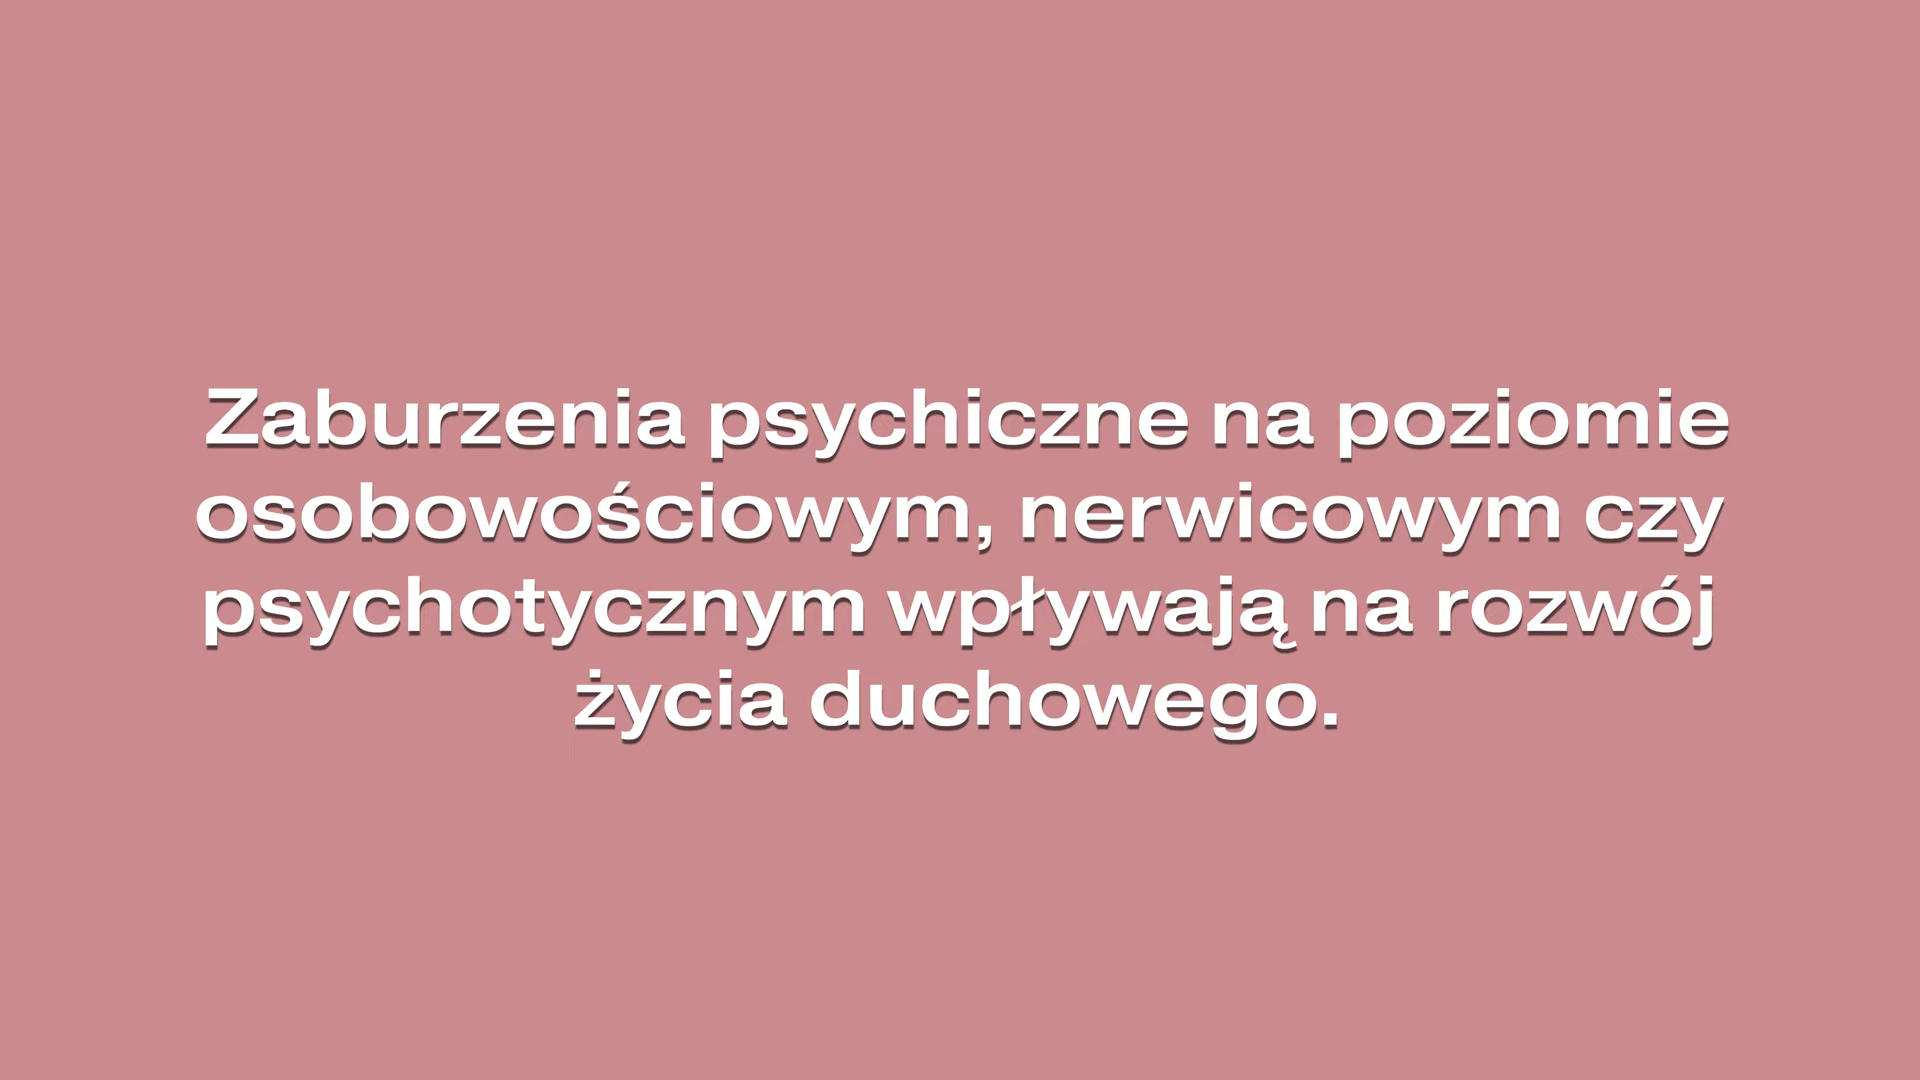 Zaburzenia psychiczne na poziomie
osobowościowym, nerwicowym czy
psychotycznym wpływają na rozwój
życia duchowego.